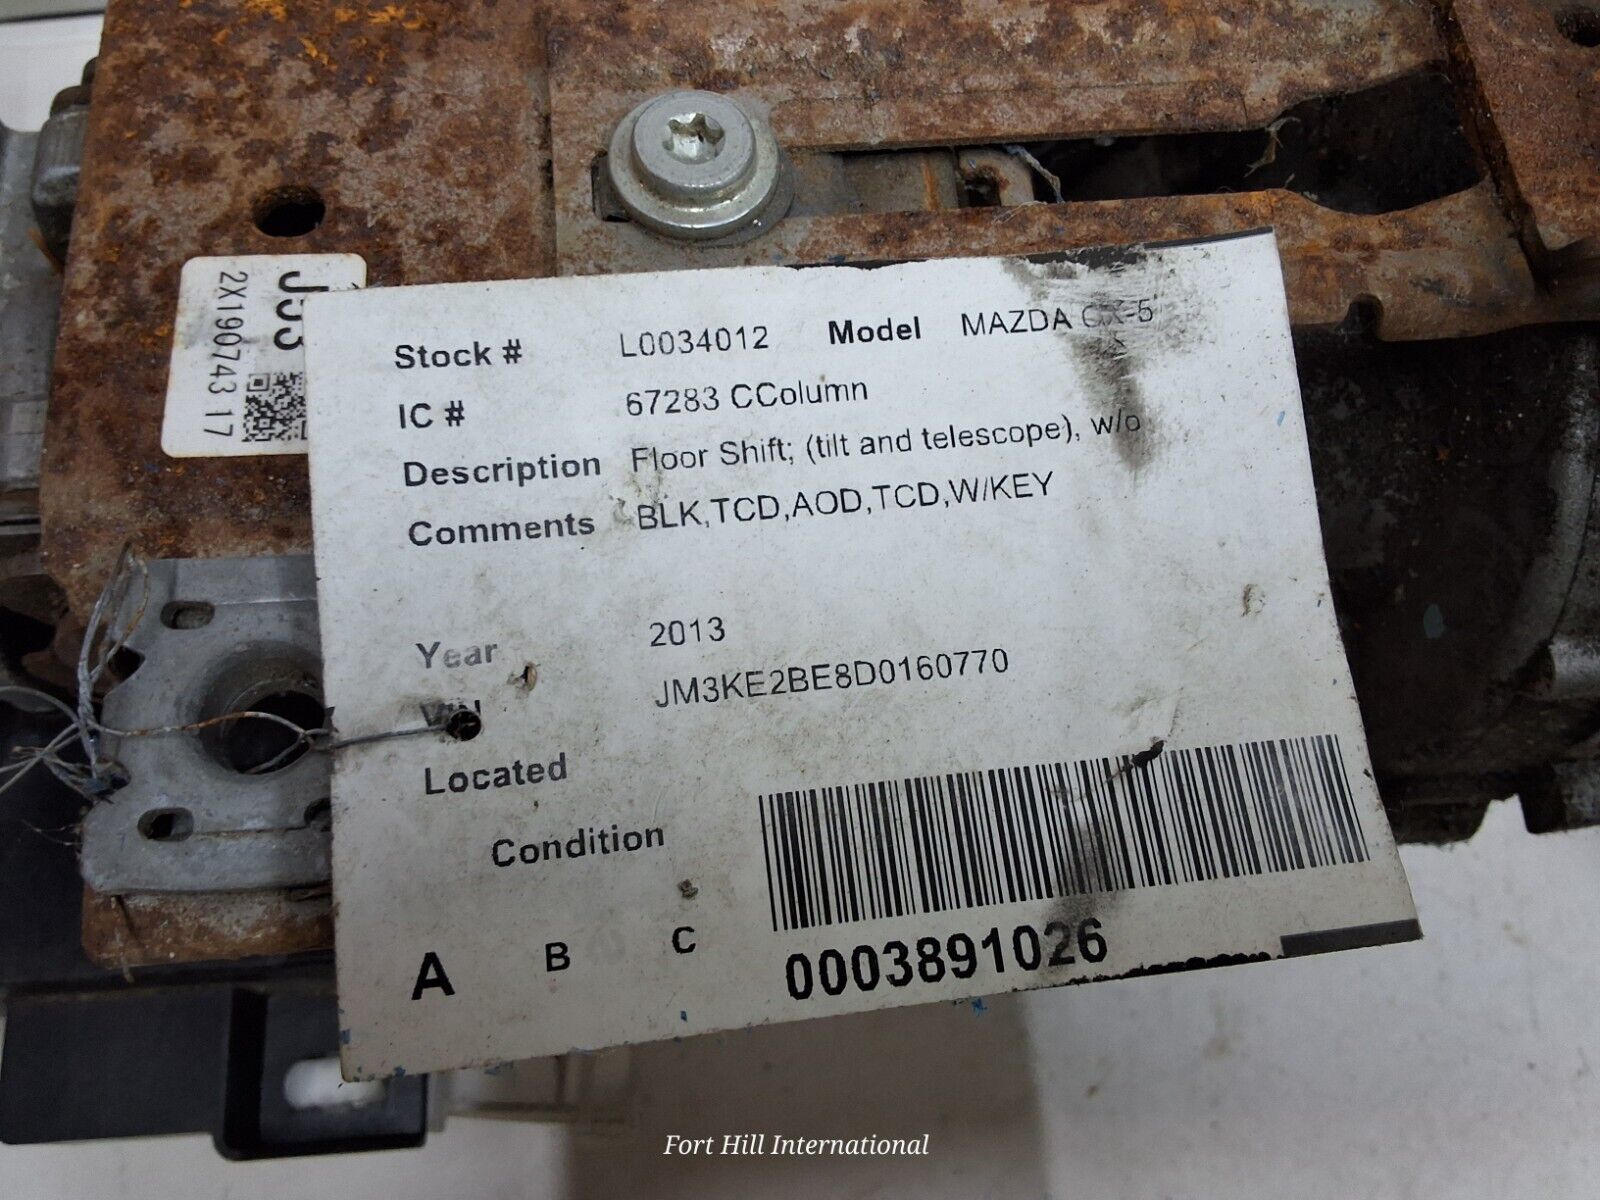 2X190743 17
Stock # L0034012 Model MAZDA CX-5
IC # 67283 CColumn
Description Floor Shift; (tilt and telescope), w/o
Comments BLK,TCD,AOD,TCD,W/KEY
Year 2013
VIN JM3KE2BE8D0160770
Located
Condition
A B C
0003891026
Fort Hill International